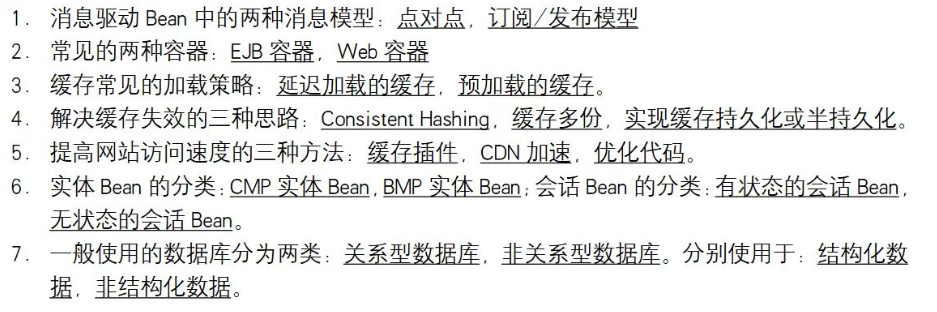 1. 消息驱动 Bean 中的两种消息模型：点对点，订阅/发布模型
2. 常见的两种容器：EJB 容器，Web 容器
3. 缓存常见的加载策略：延迟加载的缓存，预加载的缓存。
4. 解决缓存失效的三种思路：Consistent Hashing，缓存多份，实现缓存持久化或半持久化。
5. 提高网站访问速度的三种方法：缓存插件，CDN 加速，优化代码。
6. 实体 Bean 的分类：CMP 实体 Bean，BMP 实体 Bean；会话 Bean 的分类：有状态的会话 Bean，
无状态的会话 Bean。
7. 一般使用的数据库分为两类：关系型数据库，非关系型数据库。分别使用于：结构化数
据，非结构化数据。